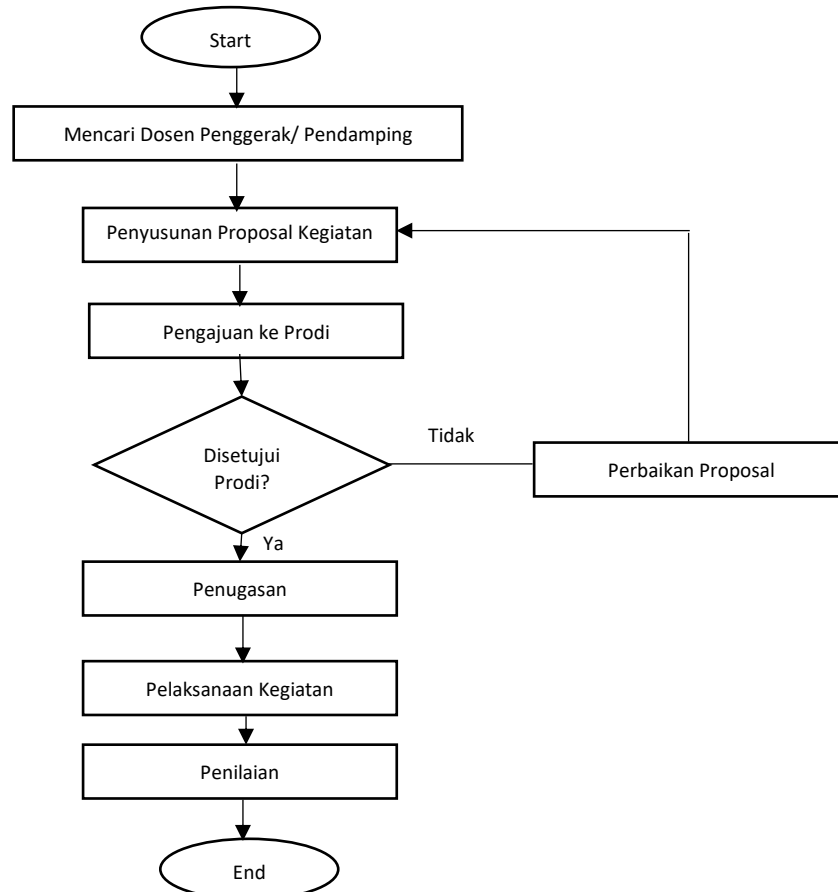 Start
Mencari Dosen Penggerak/ Pendamping
Penyusunan Proposal Kegiatan
Pengajuan ke Prodi
Disetujui
Prodi?
Tidak
Perbaikan Proposal
Ya
Penugasan
Pelaksanaan Kegiatan
Penilaian
End